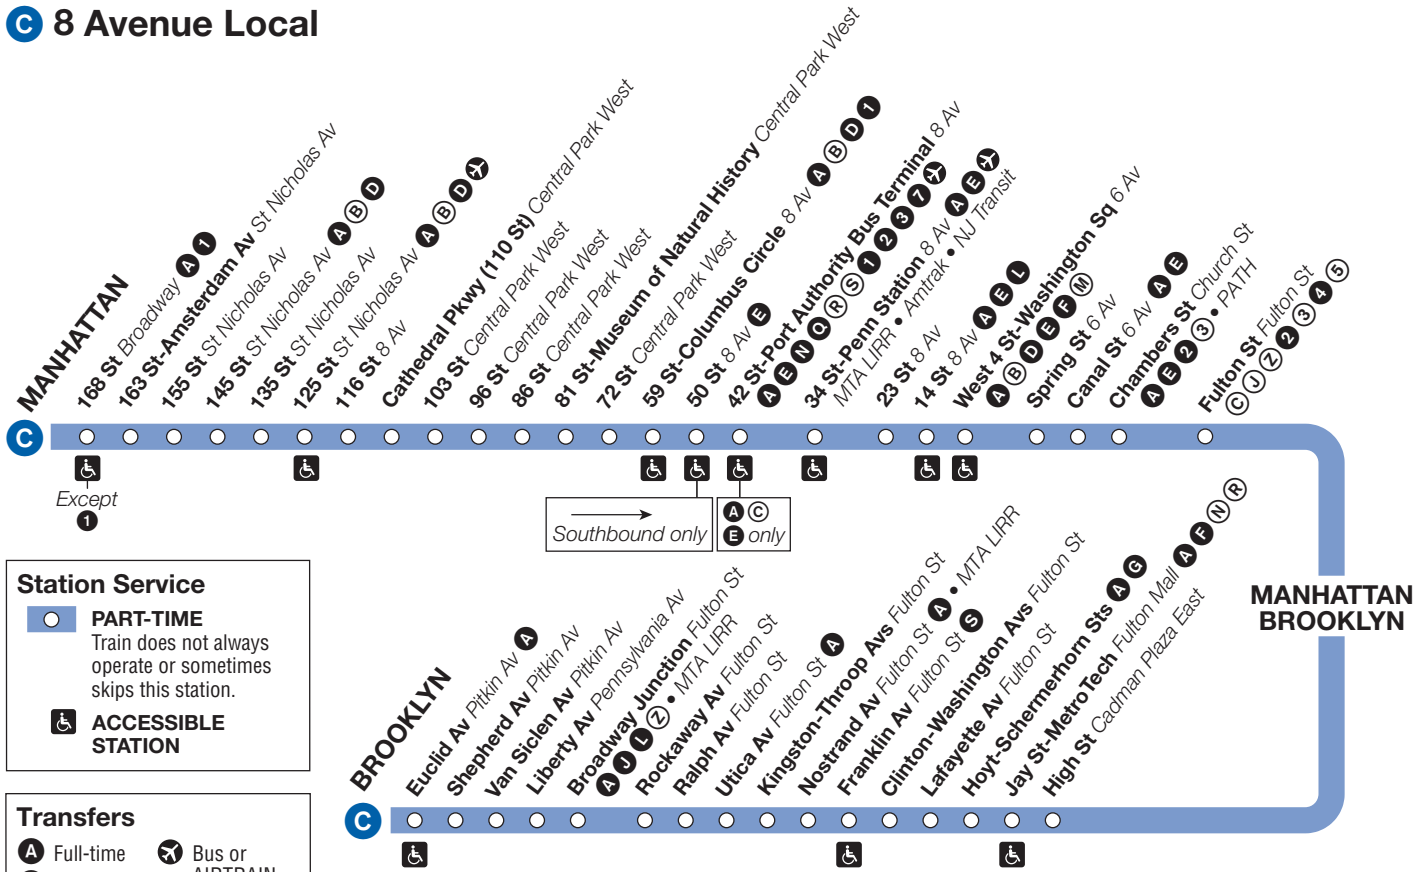 C 8 Avenue Local
MANHATTAN
168 St Broadway A 1
163 St-Amsterdam Av St Nicholas Av
155 St St Nicholas Av
145 St St Nicholas Av A B D
135 St St Nicholas Av
125 St St Nicholas Av A B D
116 St 8 Av
Cathedral Pkwy (110 St) Central Park West
103 St Central Park West
96 St Central Park West
86 St Central Park West
81 St-Museum of Natural History Central Park West
72 St Central Park West
59 St-Columbus Circle 8 Av A B D 1
50 St 8 Av E
42 St-Port Authority Bus Terminal 8 Av
A E N Q R S 1 2 3 7
34 St-Penn Station 8 Av A E
MTA LIRR • Amtrak • NJ Transit
23 St 8 Av
14 St 8 Av A E L
West 4 St-Washington Sq 6 Av
A B D E F M
Spring St 6 Av
Canal St 6 Av A E
Chambers St Church St
A E 2 3 • PATH
Fulton St Fulton St
C J Z 2 3 4 5
C
Except
1
Southbound only
A C
E only
MANHATTAN
BROOKLYN
Station Service
PART-TIME
Train does not always
operate or sometimes
skips this station.
ACCESSIBLE
STATION
BROOKLYN
Euclid Av Pitkin Av A
Shepherd Av Pitkin Av
Van Siclen Av Pitkin Av
Liberty Av Pennsylvania Av
Broadway Junction Fulton St
A J L Z • MTA LIRR
Rockaway Av Fulton St
Ralph Av Fulton St
Utica Av Fulton St A
Kingston-Throop Avs Fulton St
Nostrand Av Fulton St A • MTA LIRR
Franklin Av Fulton St S
Clinton-Washington Avs Fulton St
Lafayette Av Fulton St
Hoyt-Schermerhorn Sts A G
Jay St-MetroTech Fulton Mall A F N R
High St Cadman Plaza East
C
Transfers
A Full-time
Bus or
AIRTRAIN